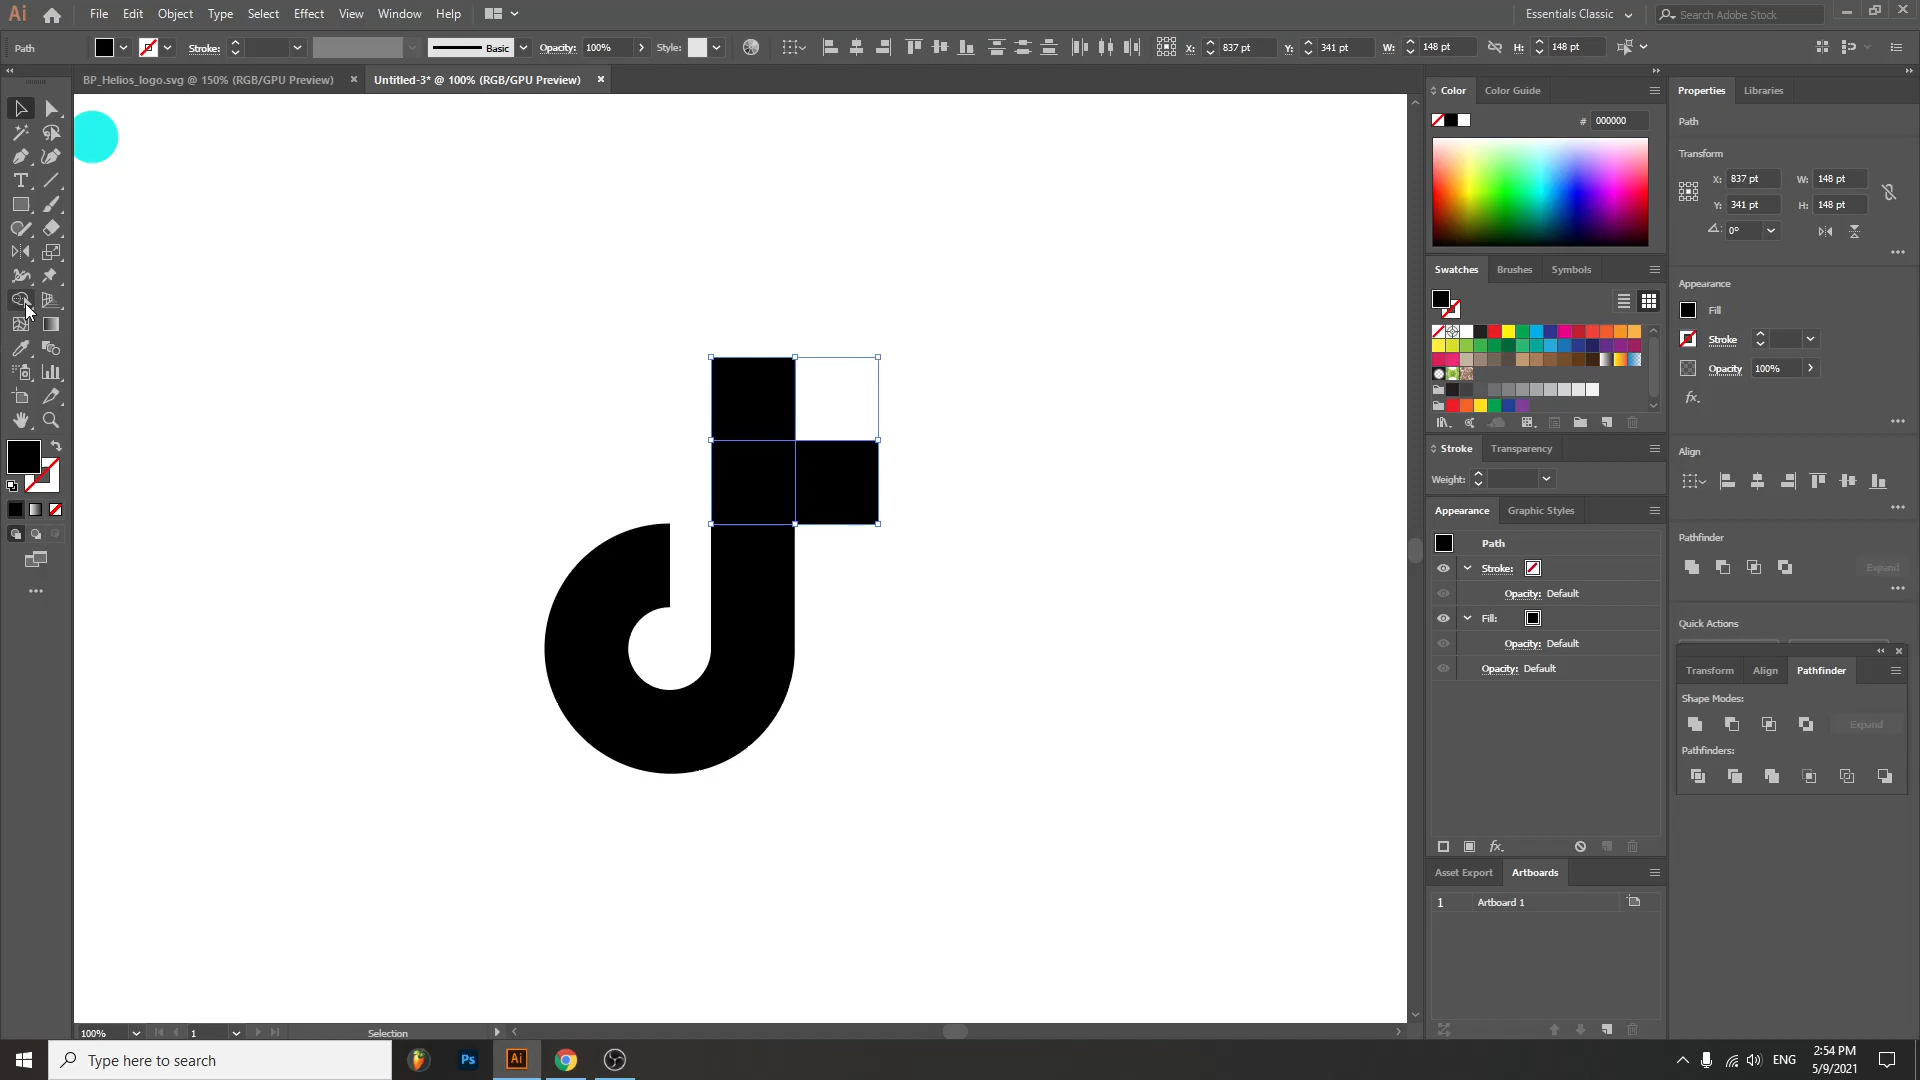 Ai File Edit Object Type Select Effect View Window Help Essentials Classic Search Adobe Stock
Path Stroke: Basic Opacity: 100% Style: X: 837 pt Y: 341 pt W: 148 pt H: 148 pt
BP_Helios_logo.svg @ 150% (RGB/GPU Preview) Untitled-3* @ 100% (RGB/GPU Preview)
Color Color Guide
# 000000
Swatches Brushes Symbols
Stroke Transparency
Weight:
Appearance Graphic Styles
Path
Stroke:
Opacity: Default
Fill:
Opacity: Default
Opacity: Default
fx
Asset Export Artboards
1 Artboard 1
Properties Libraries
Path
Transform
X: 837 pt W: 148 pt
Y: 341 pt H: 148 pt
0°
Appearance
Fill
Stroke
Opacity 100%
fx
Align
Pathfinder
Expand
Quick Actions
Transform Align Pathfinder
Shape Modes:
Expand
Pathfinders:
100% 1 Selection
Type here to search Ps Ai ENG 2:54 PM
5/9/2021